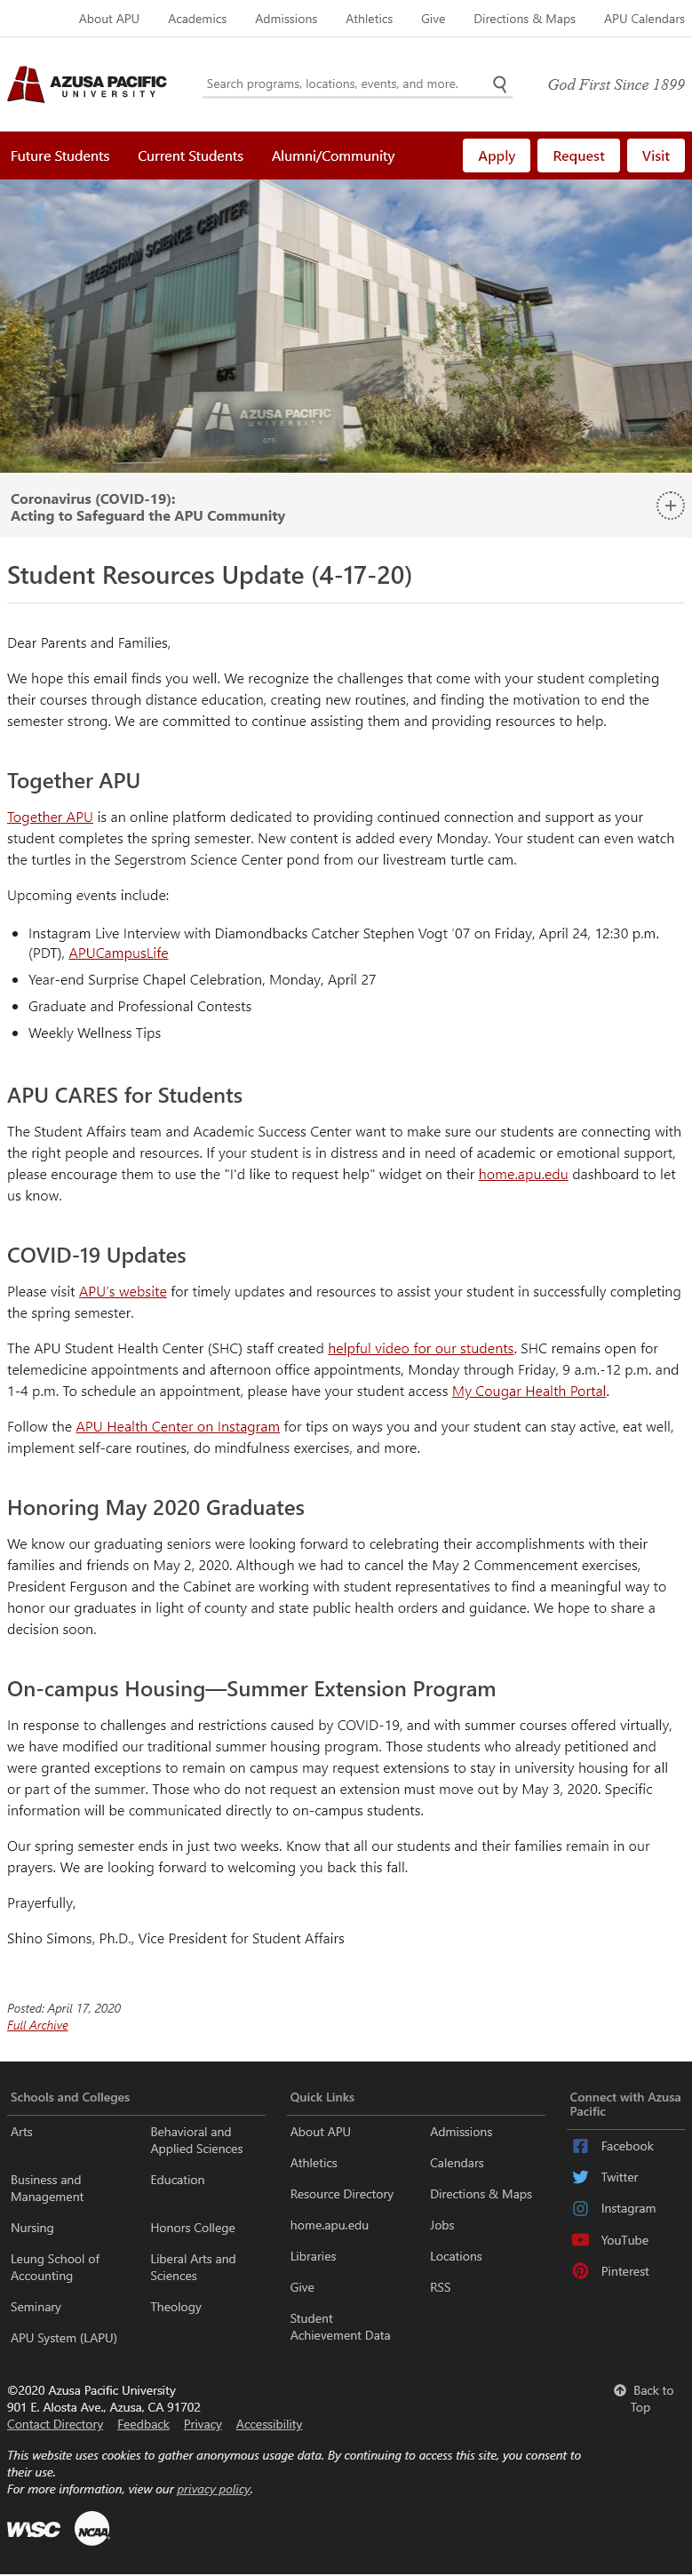 About APU Academics Admissions Athletics Give Directions & Maps APU Calendars
AZUSA PACIFIC
UNIVERSITY
Search programs, locations, events, and more.
God First Since 1899
Future Students Current Students Alumni/Community Apply Request Visit
SEGERSTROM SCIENCE CENTER
675
AZUSA PACIFIC
UNIVERSITY
675
Coronavirus (COVID-19):
Acting to Safeguard the APU Community
Student Resources Update (4-17-20)
Dear Parents and Families,
We hope this email finds you well. We recognize the challenges that come with your student completing
their courses through distance education, creating new routines, and finding the motivation to end the
semester strong. We are committed to continue assisting them and providing resources to help.
Together APU
Together APU is an online platform dedicated to providing continued connection and support as your
student completes the spring semester. New content is added every Monday. Your student can even watch
the turtles in the Segerstrom Science Center pond from our livestream turtle cam.
Upcoming events include:
• Instagram Live Interview with Diamondbacks Catcher Stephen Vogt ’07 on Friday, April 24, 12:30 p.m.
(PDT), APUCampusLife
• Year-end Surprise Chapel Celebration, Monday, April 27
• Graduate and Professional Contests
• Weekly Wellness Tips
APU CARES for Students
The Student Affairs team and Academic Success Center want to make sure our students are connecting with
the right people and resources. If your student is in distress and in need of academic or emotional support,
please encourage them to use the "I'd like to request help" widget on their home.apu.edu dashboard to let
us know.
COVID-19 Updates
Please visit APU’s website for timely updates and resources to assist your student in successfully completing
the spring semester.
The APU Student Health Center (SHC) staff created helpful video for our students. SHC remains open for
telemedicine appointments and afternoon office appointments, Monday through Friday, 9 a.m.-12 p.m. and
1-4 p.m. To schedule an appointment, please have your student access My Cougar Health Portal.
Follow the APU Health Center on Instagram for tips on ways you and your student can stay active, eat well,
implement self-care routines, do mindfulness exercises, and more.
Honoring May 2020 Graduates
We know our graduating seniors were looking forward to celebrating their accomplishments with their
families and friends on May 2, 2020. Although we had to cancel the May 2 Commencement exercises,
President Ferguson and the Cabinet are working with student representatives to find a meaningful way to
honor our graduates in light of county and state public health orders and guidance. We hope to share a
decision soon.
On-campus Housing—Summer Extension Program
In response to challenges and restrictions caused by COVID-19, and with summer courses offered virtually,
we have modified our traditional summer housing program. Those students who already petitioned and
were granted exceptions to remain on campus may request extensions to stay in university housing for all
or part of the summer. Those who do not request an extension must move out by May 3, 2020. Specific
information will be communicated directly to on-campus students.
Our spring semester ends in just two weeks. Know that all our students and their families remain in our
prayers. We are looking forward to welcoming you back this fall.
Prayerfully,
Shino Simons, Ph.D., Vice President for Student Affairs
Posted: April 17, 2020
Full Archive
Schools and Colleges
Arts
Behavioral and
Applied Sciences
Business and
Management
Education
Nursing
Honors College
Leung School of
Accounting
Liberal Arts and
Sciences
Seminary
Theology
APU System (LAPU)
Quick Links
About APU
Admissions
Athletics
Calendars
Resource Directory
Directions & Maps
home.apu.edu
Jobs
Libraries
Locations
Give
RSS
Student
Achievement Data
Connect with Azusa
Pacific
Facebook
Twitter
Instagram
YouTube
Pinterest
©2020 Azusa Pacific University
901 E. Alosta Ave., Azusa, CA 91702
Contact Directory Feedback Privacy Accessibility
Back to
Top
This website uses cookies to gather anonymous usage data. By continuing to access this site, you consent to
their use.
For more information, view our privacy policy.
WASC NCAA